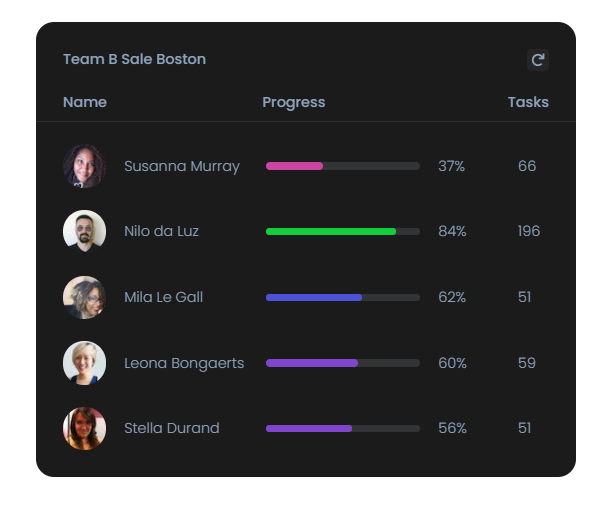 Team B Sale Boston
Name Progress Tasks
Susanna Murray 37% 66
Nilo da Luz 84% 196
Mila Le Gall 62% 51
Leona Bongaerts 60% 59
Stella Durand 56% 51